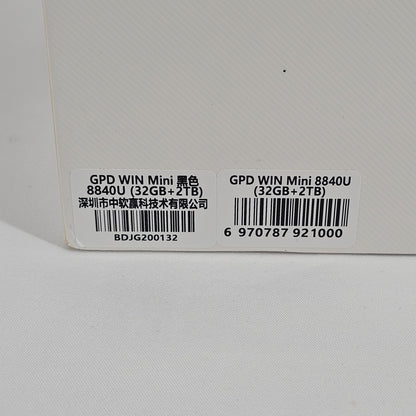 GPD WIN Mini 黑色
8840U (32GB+2TB)
深圳市中软赢科技术有限公司
BDJG200132
GPD WIN Mini 8840U
(32GB+2TB)
6 970787 921000